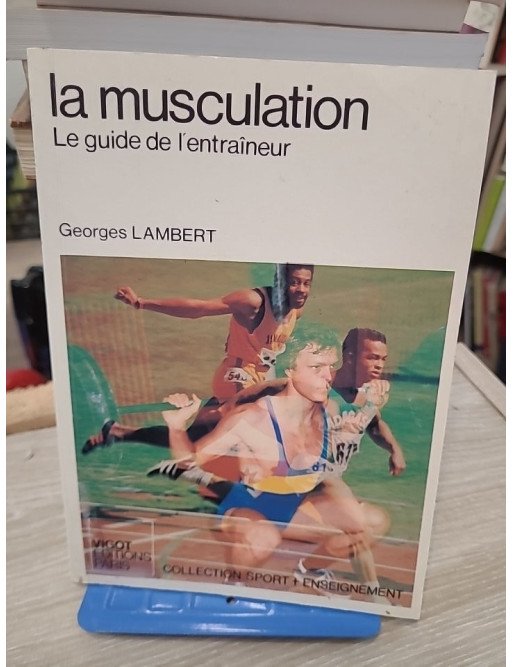 la musculation
Le guide de l'entraîneur
Georges LAMBERT
VIGOT
EDITIONS
PARIS
COLLECTION SPORT + ENSEIGNEMENT